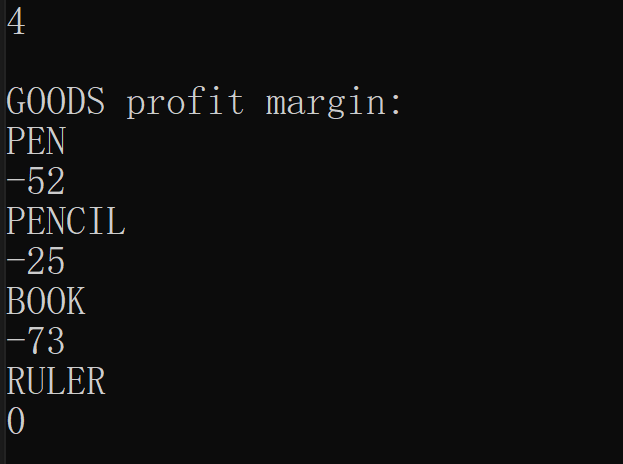 4
GOODS profit margin:
PEN
-52
PENCIL
-25
BOOK
-73
RULER
0